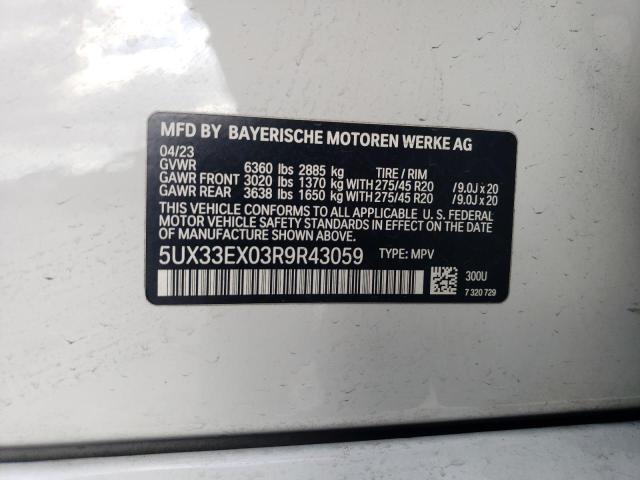 MFD BY BAYERISCHE MOTOREN WERKE AG
04/23
GVWR 6360 lbs 2885 kg TIRE / RIM
GAWR FRONT 3020 lbs 1370 kg WITH 275/45 R20 / 9.0J x 20
GAWR REAR 3638 lbs 1650 kg WITH 275/45 R20 / 9.0J x 20
THIS VEHICLE CONFORMS TO ALL APPLICABLE U. S. FEDERAL
MOTOR VEHICLE SAFETY STANDARDS IN EFFECT ON THE DATE
OF MANUFACTURE SHOWN ABOVE.
5UX33EX03R9R43059 TYPE: MPV
300U
7 320 729